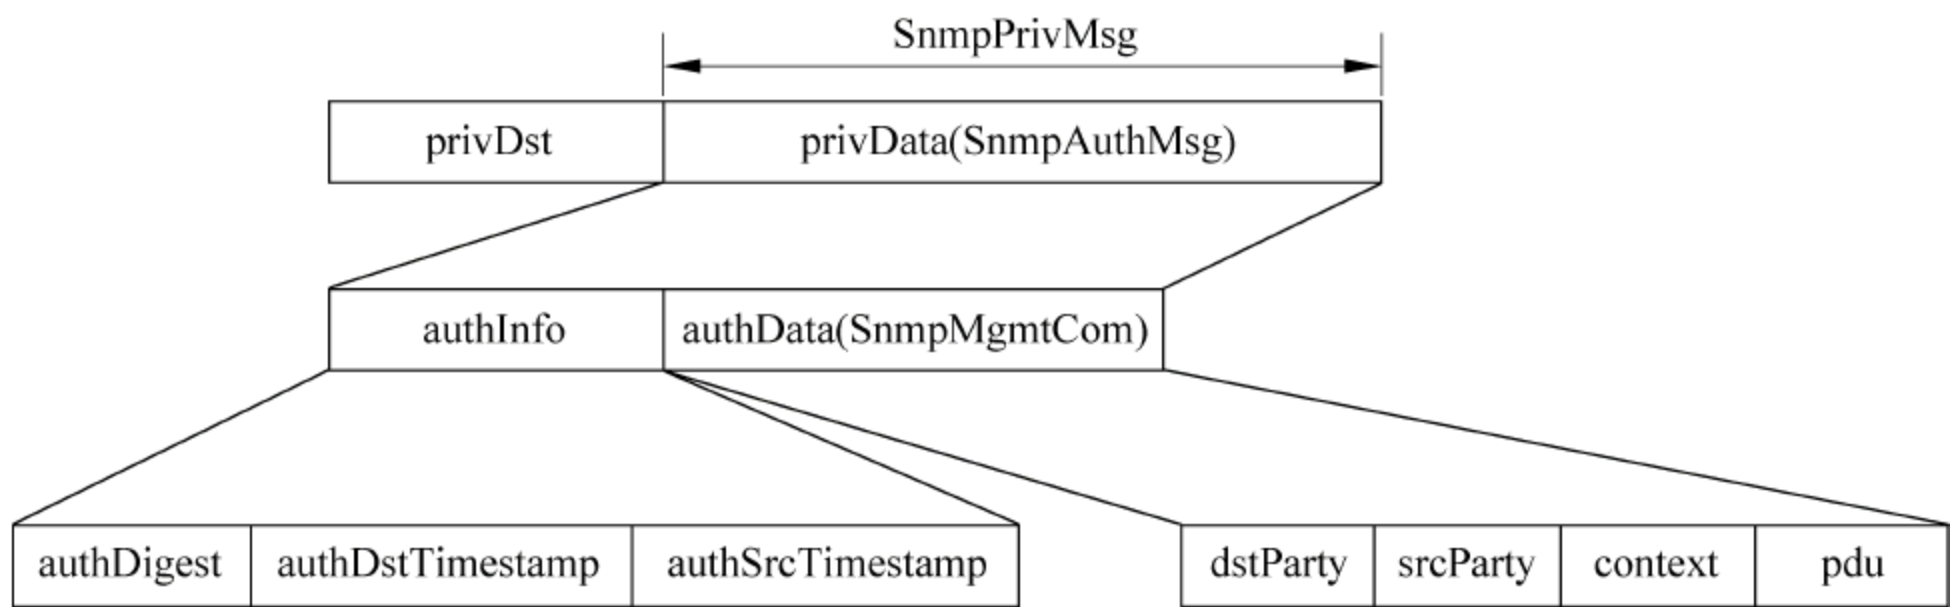 SnmpPrivMsg
privDst privData(SnmpAuthMsg)
authInfo authData(SnmpMgmtCom)
authDigest authDstTimestamp authSrcTimestamp dstParty srcParty context pdu